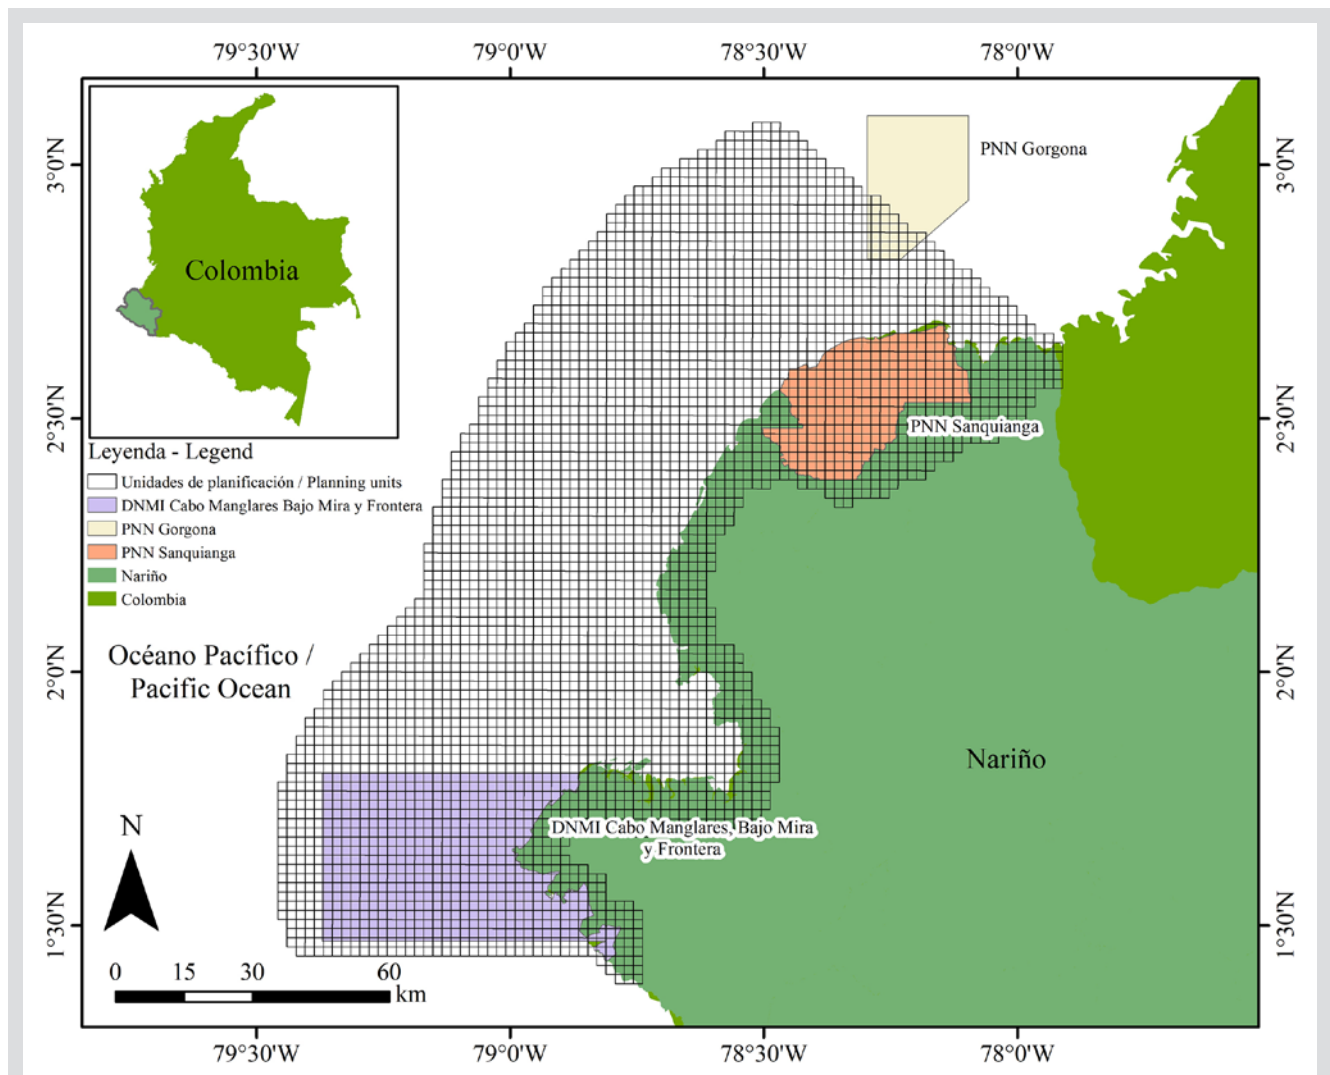 79°30'W 79°0'W 78°30'W 78°0'W
3°0'N
3°0'N
PNN Gorgona
Colombia
2°30'N
2°30'N
PNN Sanquianga
Leyenda - Legend
Unidades de planificación / Planning units
DNMI Cabo Manglares Bajo Mira y Frontera
PNN Gorgona
PNN Sanquianga
Nariño
Colombia
Océano Pacífico /
Pacific Ocean
2°0'N
2°0'N
Nariño
DNMI Cabo Manglares, Bajo Mira
y Frontera
N
1°30'N
1°30'N
0 15 30 60
km
79°30'W 79°0'W 78°30'W 78°0'W